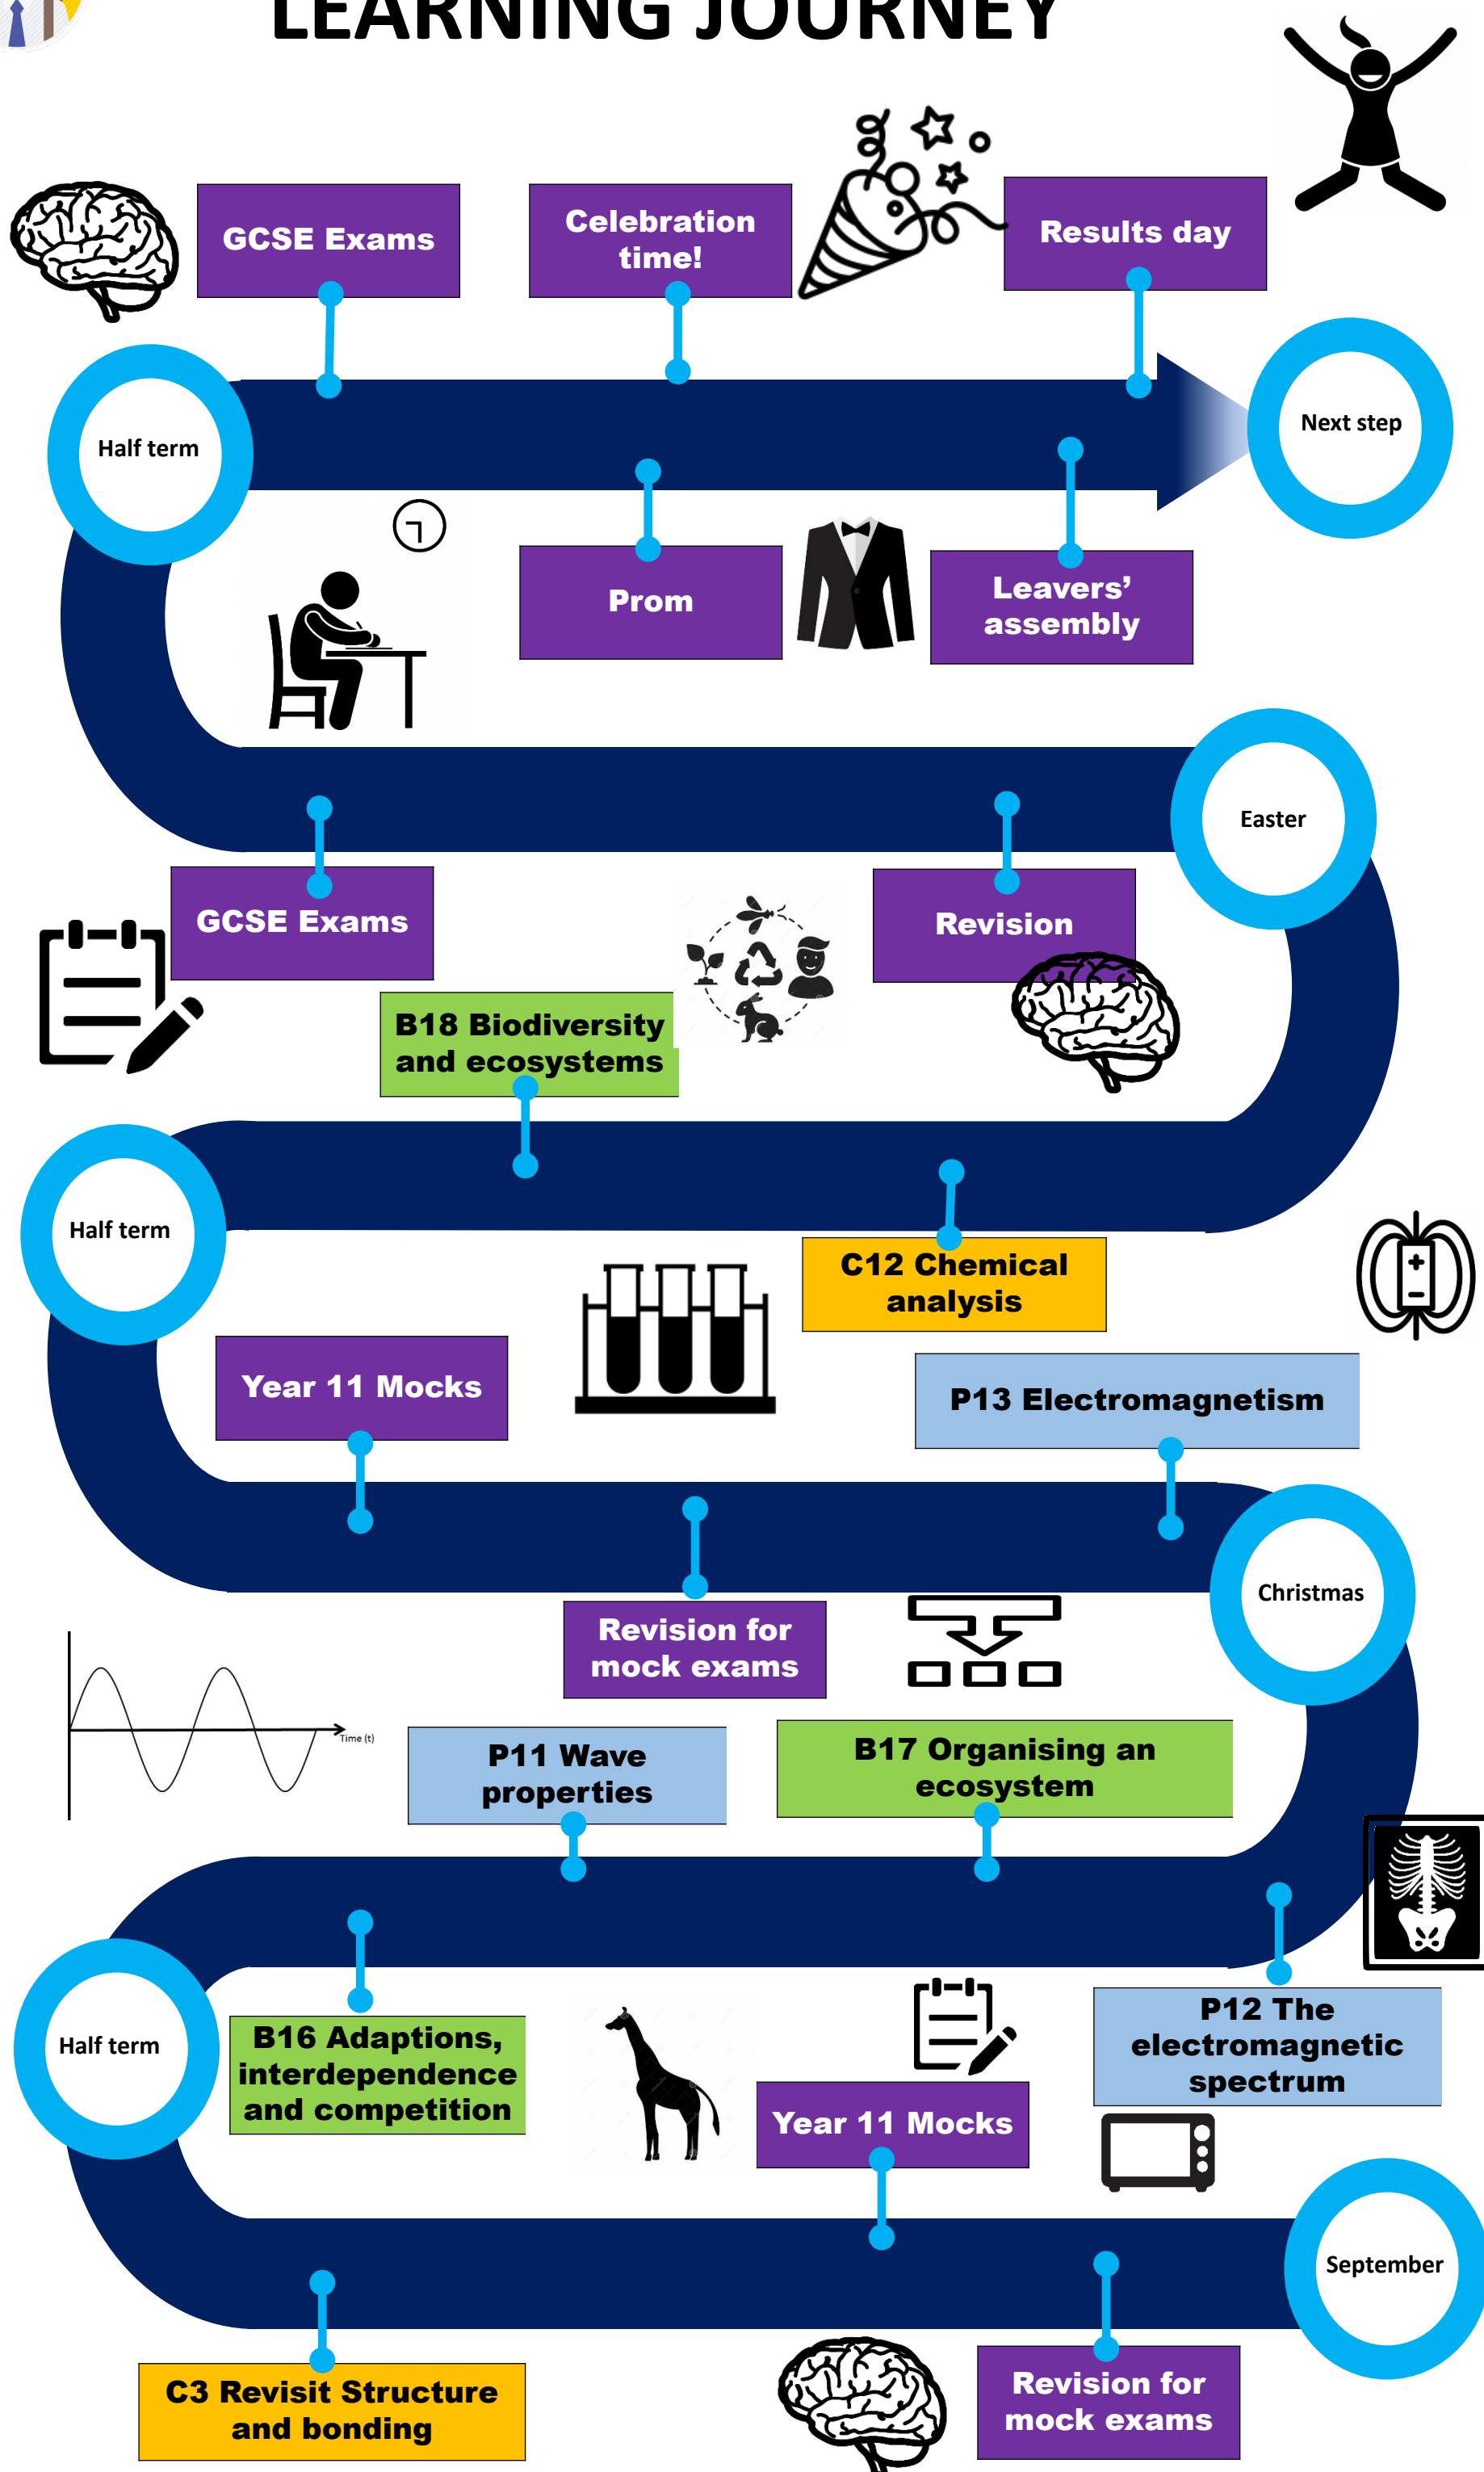 LEARNING JOURNEY
GCSE Exams
Celebration
time!
Results day
Half term
Next step
Prom
Leavers’
assembly
Easter
GCSE Exams
Revision
B18 Biodiversity
and ecosystems
Half term
C12 Chemical
analysis
Year 11 Mocks
P13 Electromagnetism
Christmas
Revision for
mock exams
Time (t)
P11 Wave
properties
B17 Organising an
ecosystem
Half term
B16 Adaptions,
interdependence
and competition
P12 The
electromagnetic
spectrum
Year 11 Mocks
September
C3 Revisit Structure
and bonding
Revision for
mock exams